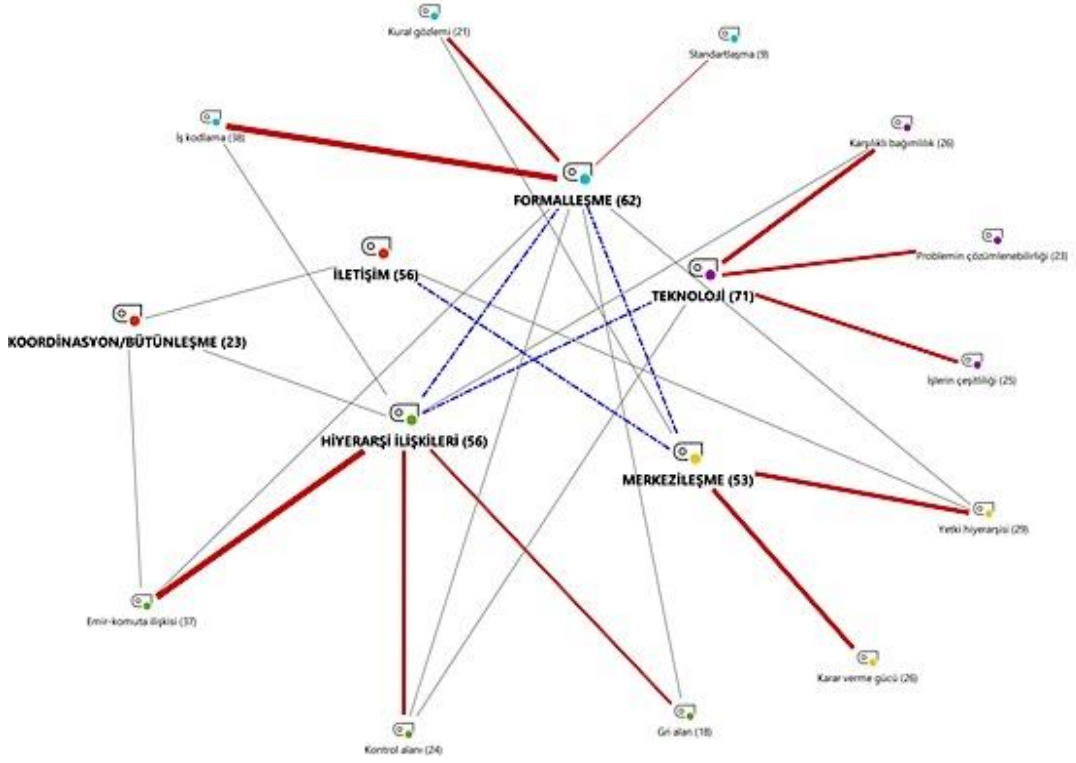 Kural gözlemi (21)
Standartlaşma (9)
İş kodlama (38)
Karşılıklı bağımlılık (26)
FORMALLEŞME (62)
Problemin çözümlenebilirliği (23)
İLETİŞİM (56)
TEKNOLOJİ (71)
KOORDİNASYON/BÜTÜNLEŞME (23)
İşlerin çeşitliliği (25)
HİYERARŞİ İLİŞKİLERİ (56)
MERKEZİLEŞME (53)
Yetki hiyerarşisi (29)
Emir-komuta ilişkisi (37)
Karar verme gücü (26)
Gri alan (18)
Kontrol alanı (24)